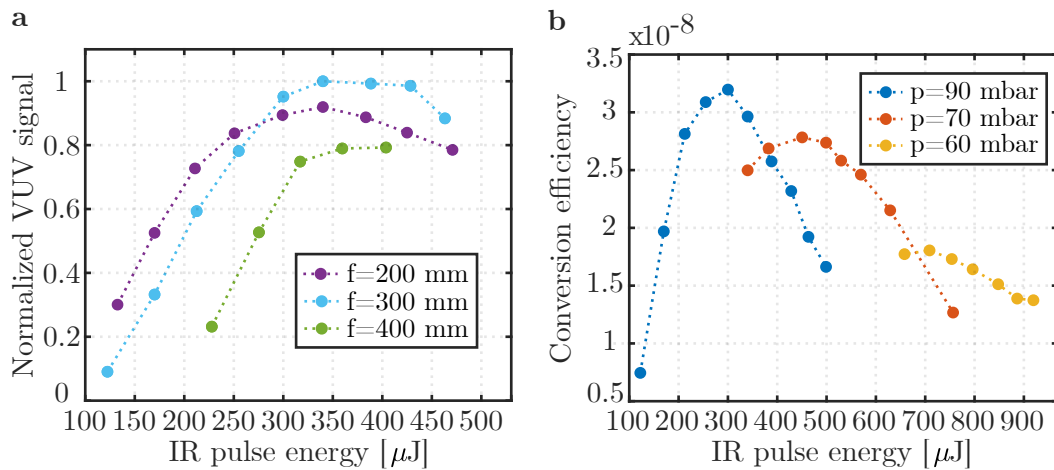 a
Normalized VUV signal
1
0.8
0.6
0.4
0.2
0
100 150 200 250 300 350 400 450 500
IR pulse energy [μJ]
f=200 mm
f=300 mm
f=400 mm
b
x10-8
Conversion efficiency
3.5
3
2.5
2
1.5
1
0.5
100 200 300 400 500 600 700 800 900
IR pulse energy [μJ]
p=90 mbar
p=70 mbar
p=60 mbar